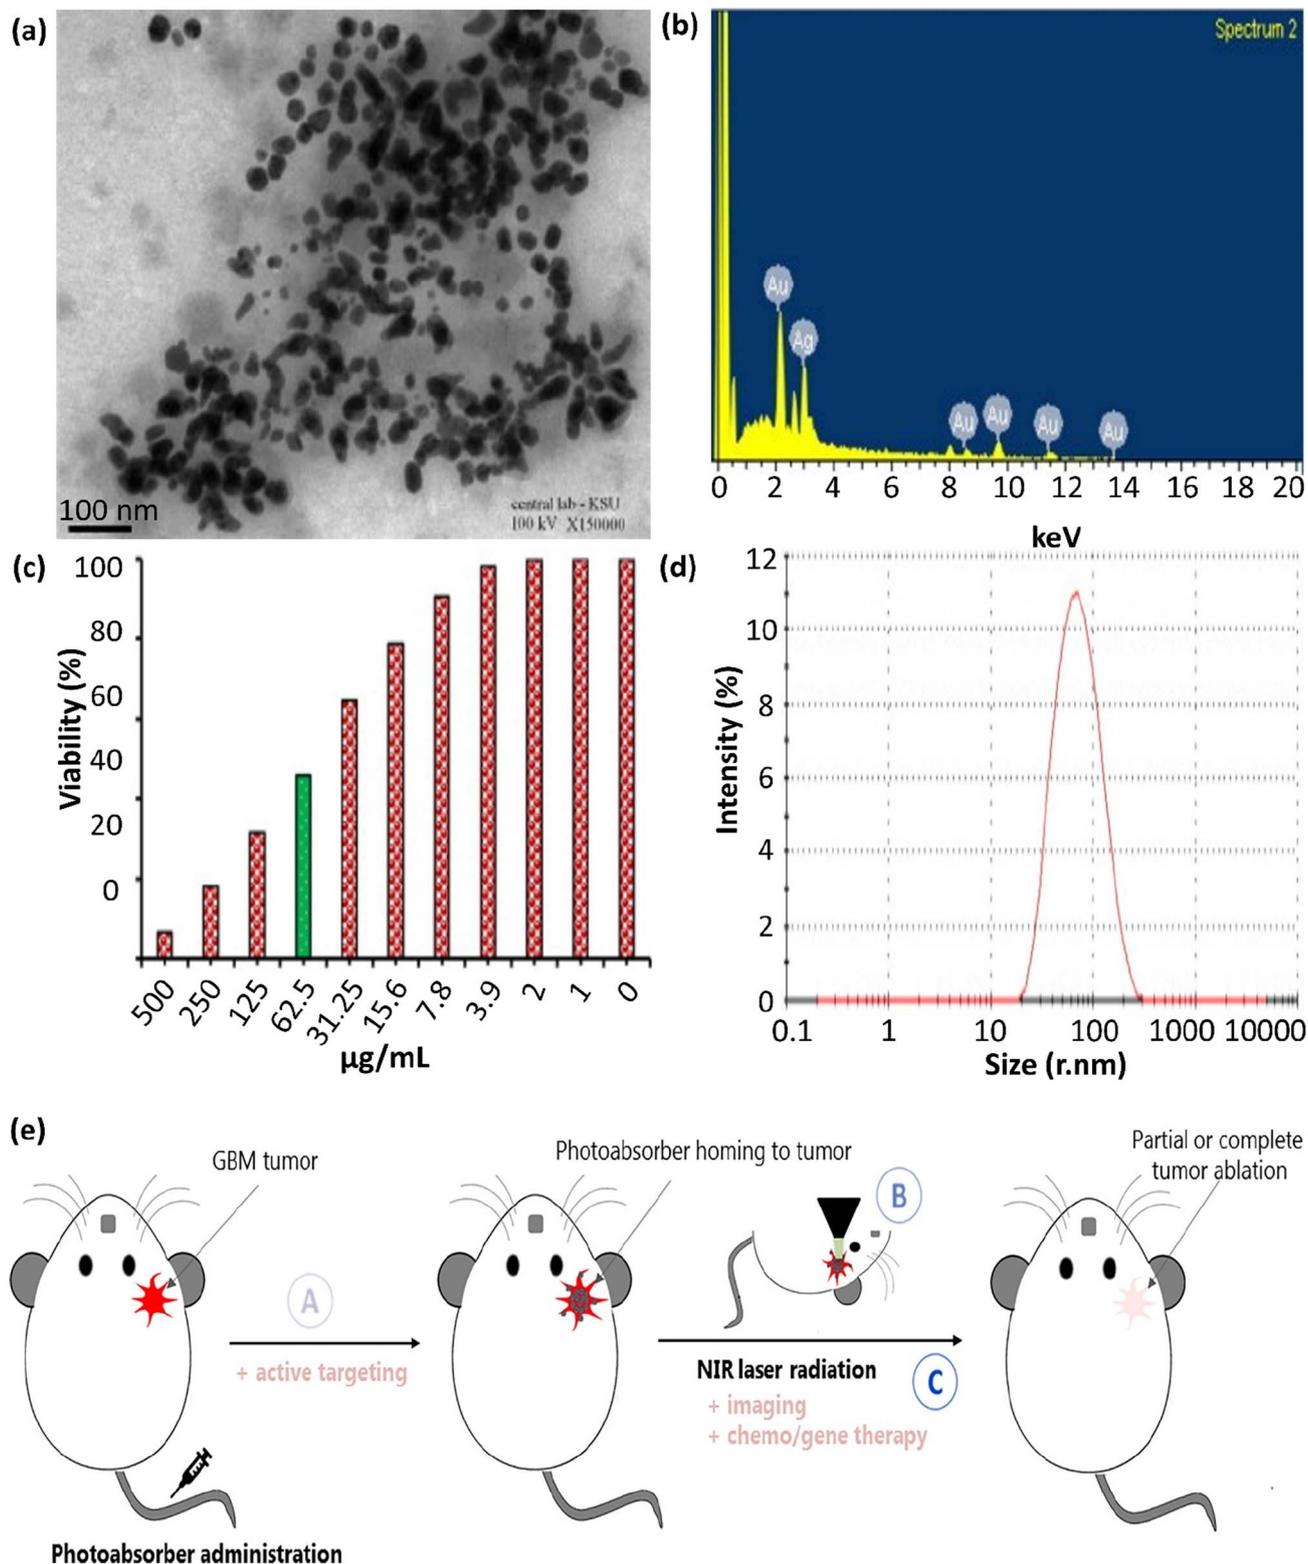 (a)
100 nm
central lab - KSU
100 kV X150000
(b)
Spectrum 2
Au
Ag
Au
Au
Au
Au
0 2 4 6 8 10 12 14 16 18 20
keV
(c)
100
80
60
40
20
0
Viability (%)
500 250 125 62.5 31.25 15.6 7.8 3.9 2 1 0
µg/mL
(d)
12
10
8
6
4
2
0
Intensity (%)
0.1 1 10 100 1000 10000
Size (r.nm)
(e)
GBM tumor
Photoabsorber homing to tumor
Partial or complete
tumor ablation
A
B
+ active targeting
NIR laser radiation
C
+ imaging
+ chemo/gene therapy
Photoabsorber administration